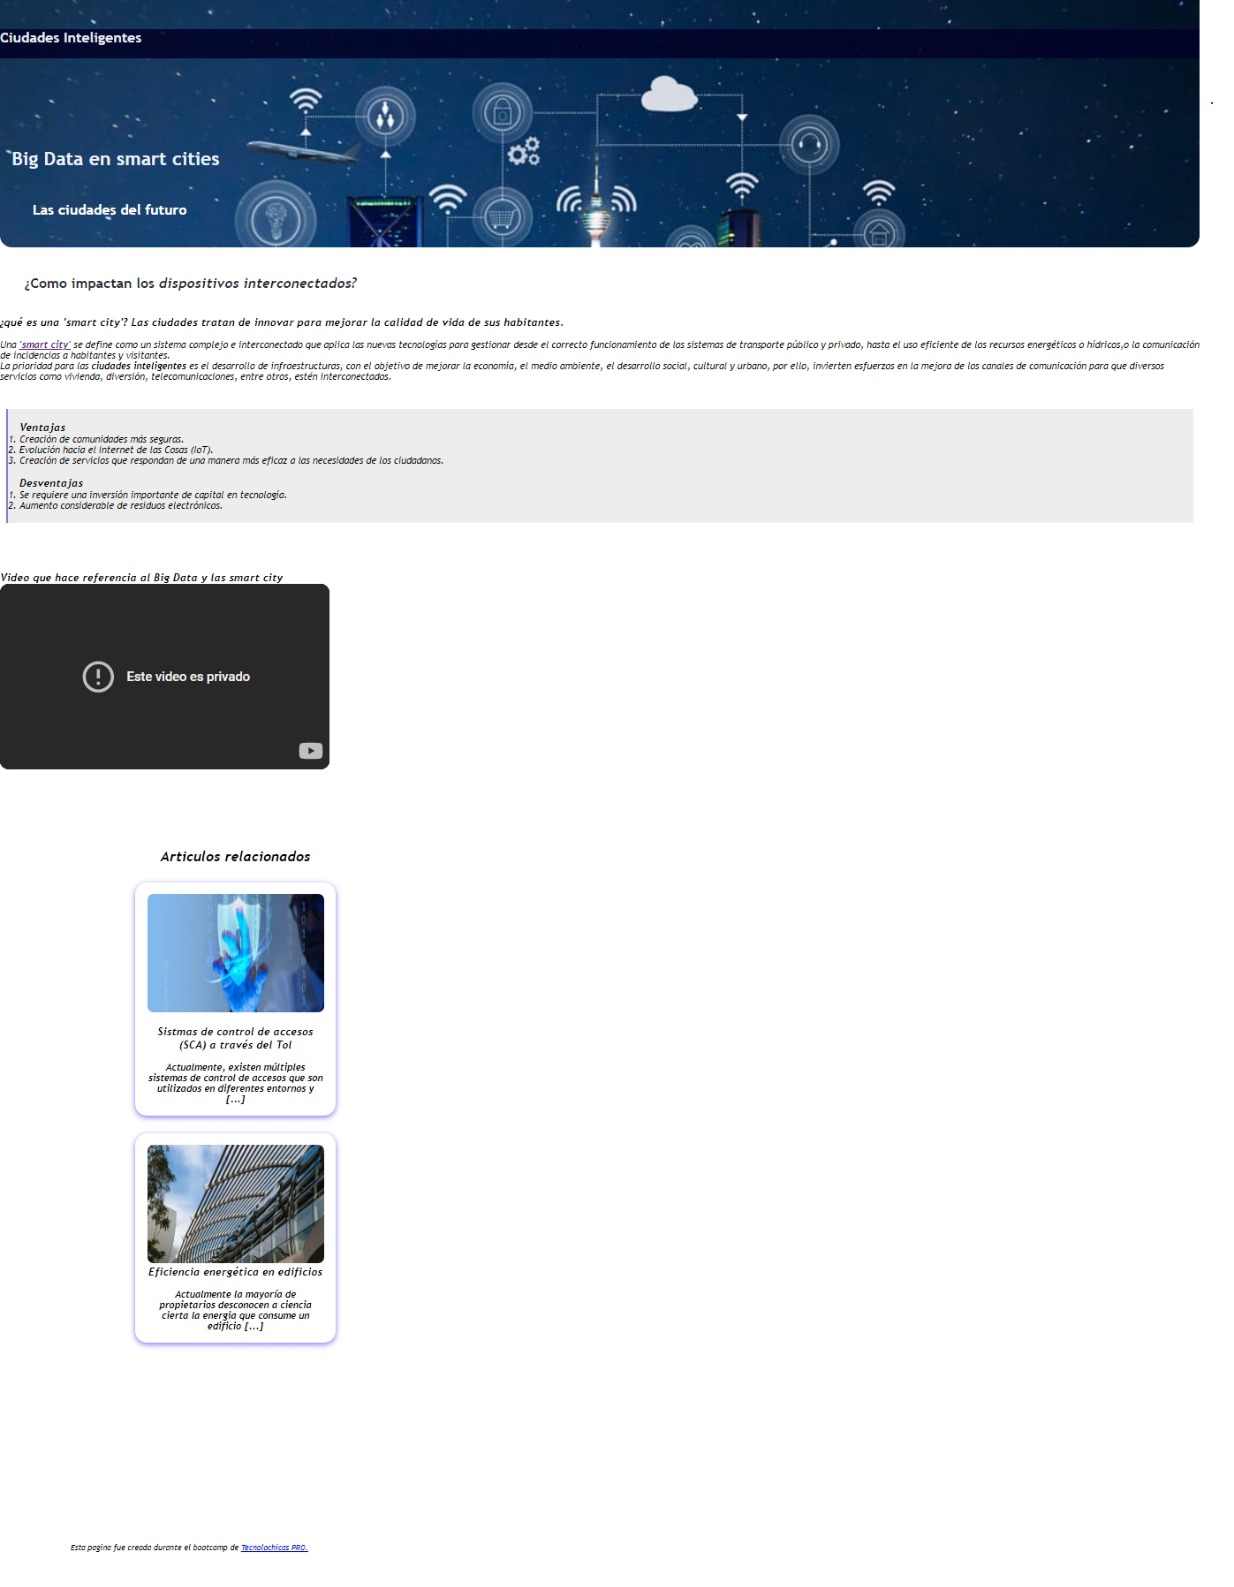 Ciudades Inteligentes
Big Data en smart cities
Las ciudades del futuro
¿Como impactan los dispositivos interconectados?
¿qué es una 'smart city'? Las ciudades tratan de innovar para mejorar la calidad de vida de sus habitantes.
Una 'smart city' se define como un sistema complejo e interconectado que aplica las nuevas tecnologías para gestionar desde el correcto funcionamiento de los sistemas de transporte público y privado, hasta el uso eficiente de los recursos energéticos o hídricos,o la comunicación
de incidencias a habitantes y visitantes.
La prioridad para las ciudades inteligentes es el desarrollo de infraestructuras, con el objetivo de mejorar la economía, el medio ambiente, el desarrollo social, cultural y urbano, por ello, invierten esfuerzos en la mejora de los canales de comunicación para que diversos
servicios como vivienda, diversión, telecomunicaciones, entre otros, estén interconectados.
Ventajas
1. Creación de comunidades más seguras.
2. Evolución hacia el Internet de las Cosas (IoT).
3. Creación de servicios que respondan de una manera más eficaz a las necesidades de los ciudadanos.
Desventajas
1. Se requiere una inversión importante de capital en tecnología.
2. Aumento considerable de residuos electrónicos.
Video que hace referencia al Big Data y las smart city
Este video es privado
Articulos relacionados
Sistmas de control de accesos
(SCA) a través del Tol
Actualmente, existen múltiples
sistemas de control de accesos que son
utilizados en diferentes entornos y
[...]
Eficiencia energética en edificios
Actualmente la mayoría de
propietarios desconocen a ciencia
cierta la energía que consume un
edificio [...]
Esta pagina fue creada durante el bootcamp de Tecnolochicas PRO.